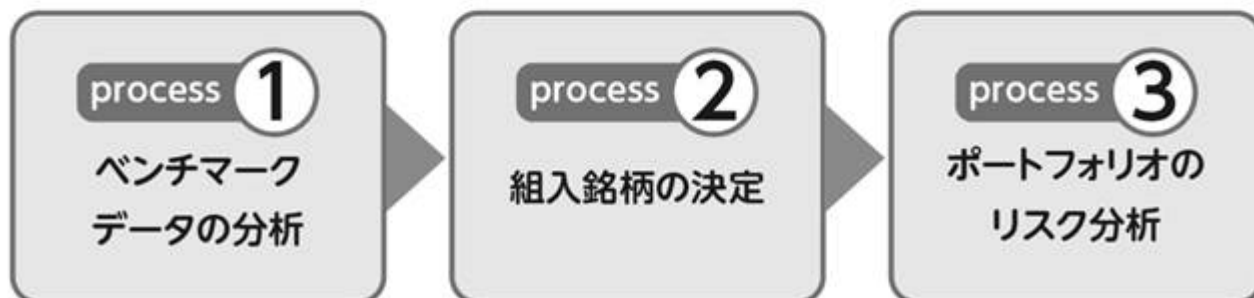 process 1
ベンチマーク
データの分析
process 2
組入銘柄の決定
process 3
ポートフォリオの
リスク分析